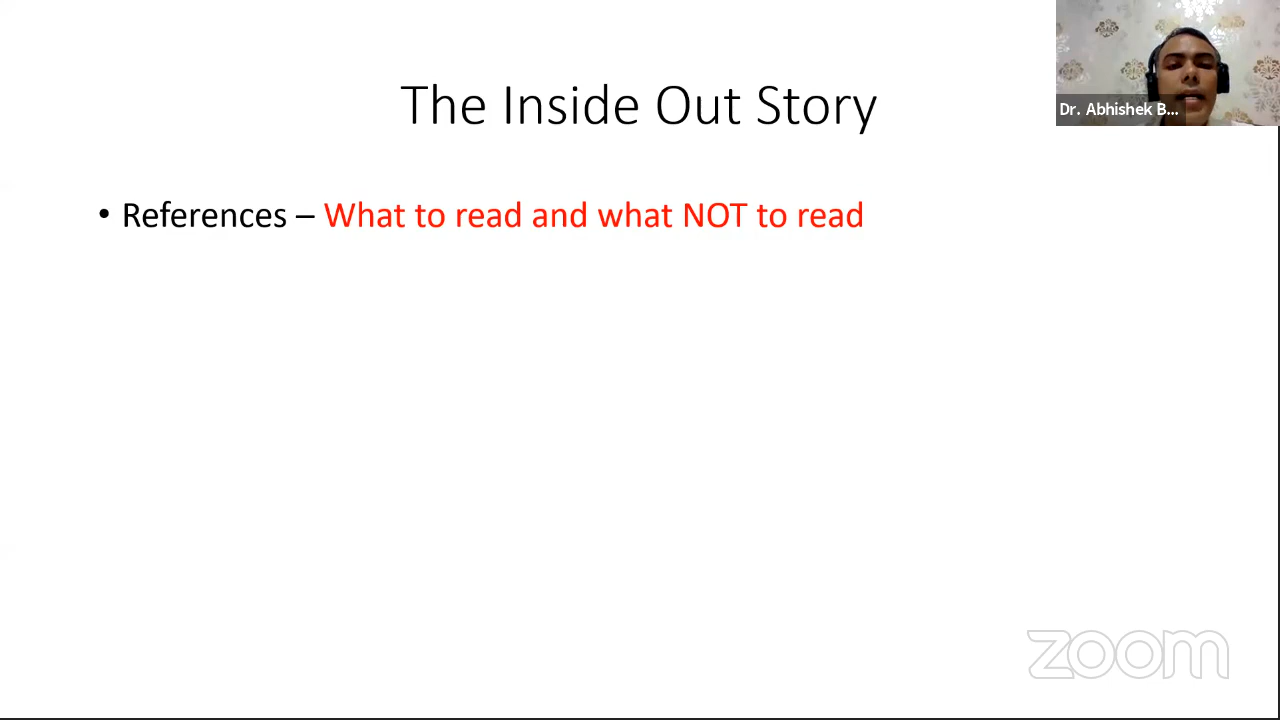 The Inside Out Story
Dr. Abhishek B...
• References – What to read and what NOT to read
zoom